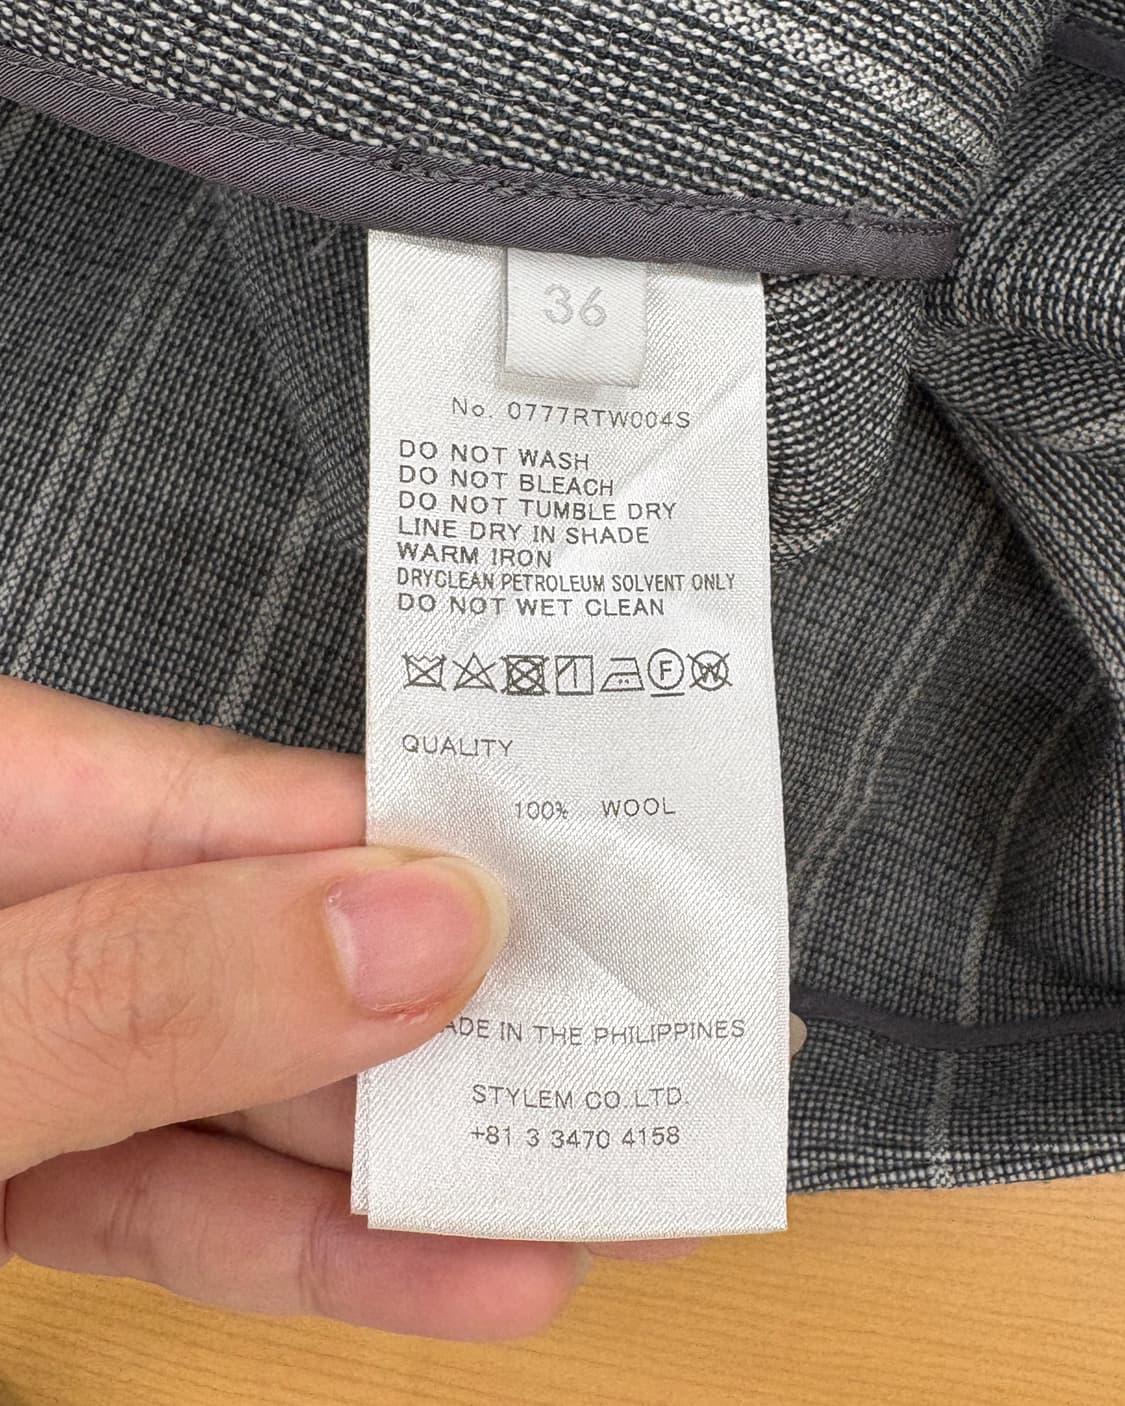 36
No. 0777RTW004S
DO NOT WASH
DO NOT BLEACH
DO NOT TUMBLE DRY
LINE DRY IN SHADE
WARM IRON
DRYCLEAN PETROLEUM SOLVENT ONLY
DO NOT WET CLEAN
F W
QUALITY
100% WOOL
ADE IN THE PHILIPPINES
STYLEM CO.,LTD.
+81 3 3470 4158